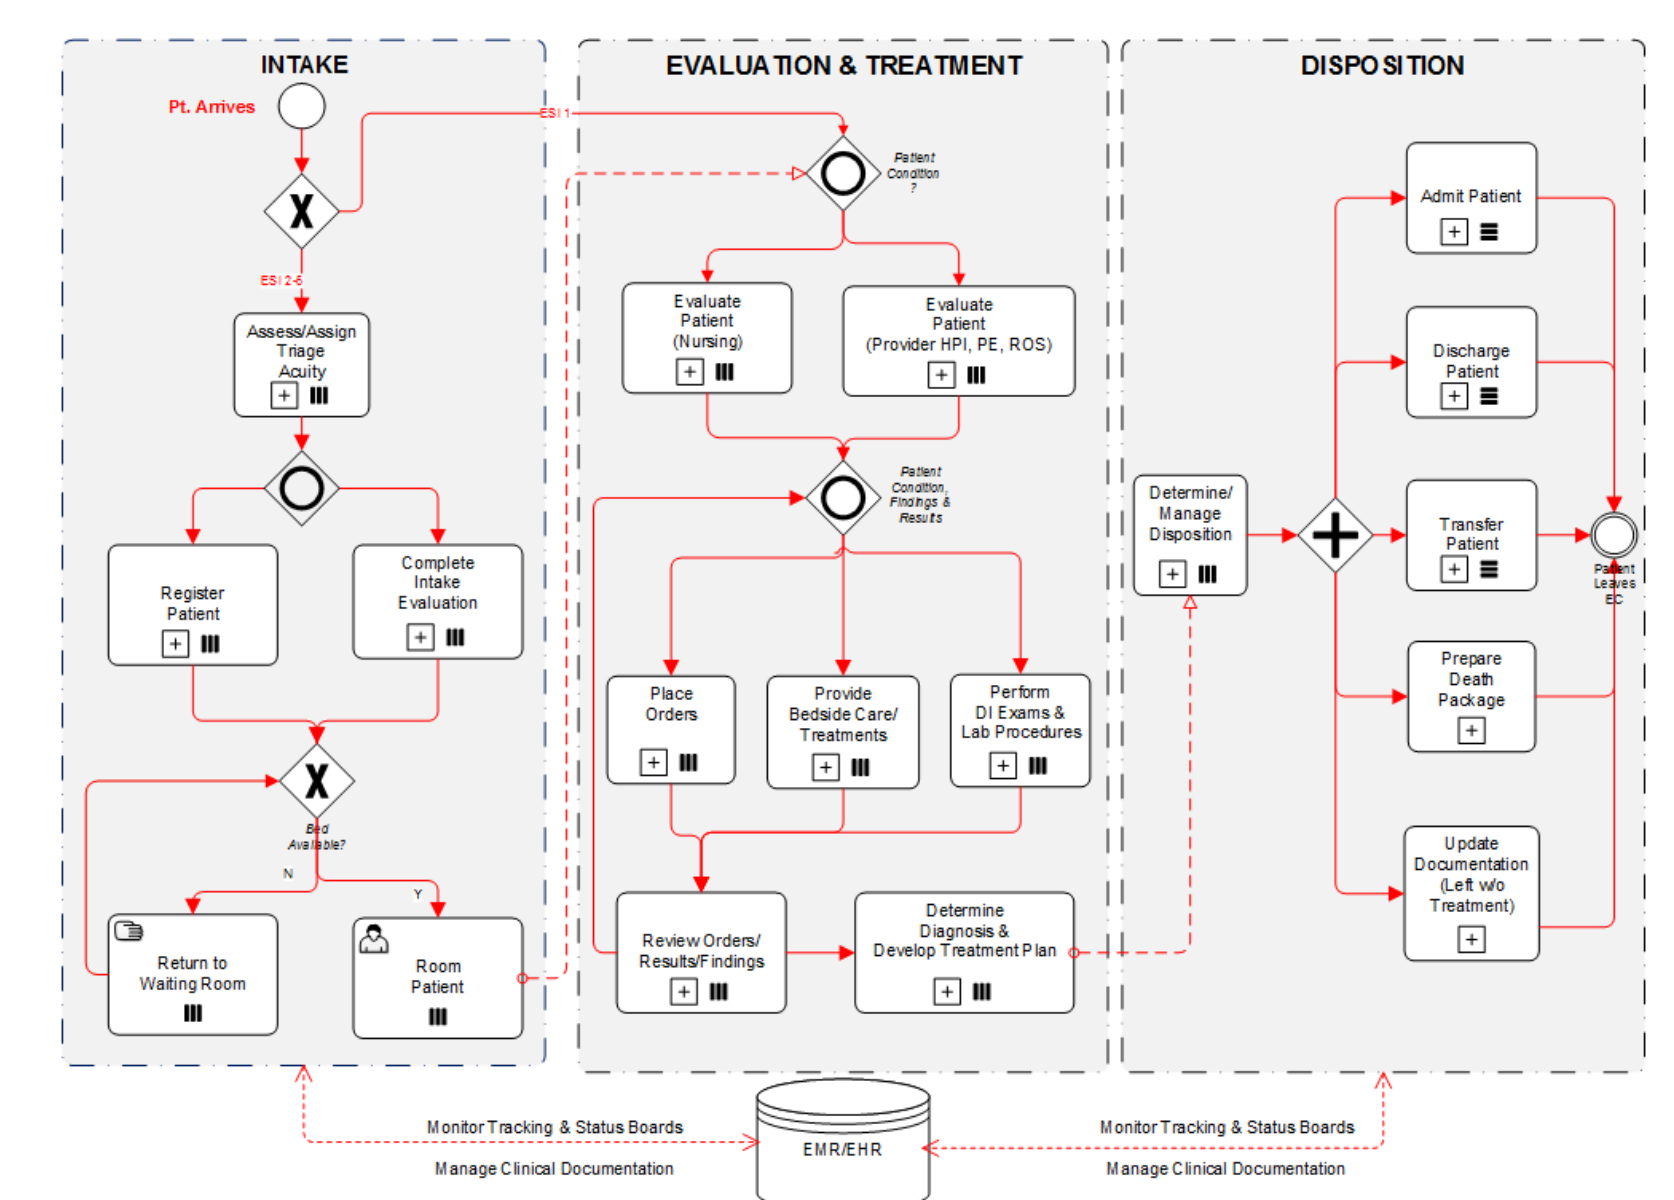 INTAKE
Pt. Arrives
ESI 1
ESI 2-5
Assess/Assign
Triage
Acuity
Register
Patient
Complete
Intake
Evaluation
Bed
Available?
N
Y
Return to
Waiting Room
Room
Patient
EVALUATION & TREATMENT
Patient
Condition
?
Evaluate
Patient
(Nursing)
Evaluate
Patient
(Provider HPI, PE, ROS)
Patient
Condition,
Findings &
Results
Place
Orders
Provide
Bedside Care/
Treatments
Perform
DI Exams &
Lab Procedures
Review Orders/
Results/Findings
Determine
Diagnosis &
Develop Treatment Plan
DISPOSITION
Determine/
Manage
Disposition
Admit Patient
Discharge
Patient
Transfer
Patient
Prepare
Death
Package
Update
Documentation
(Left w/o
Treatment)
Patient
Leaves
EC
Monitor Tracking & Status Boards
Manage Clinical Documentation
EMR/EHR
Monitor Tracking & Status Boards
Manage Clinical Documentation